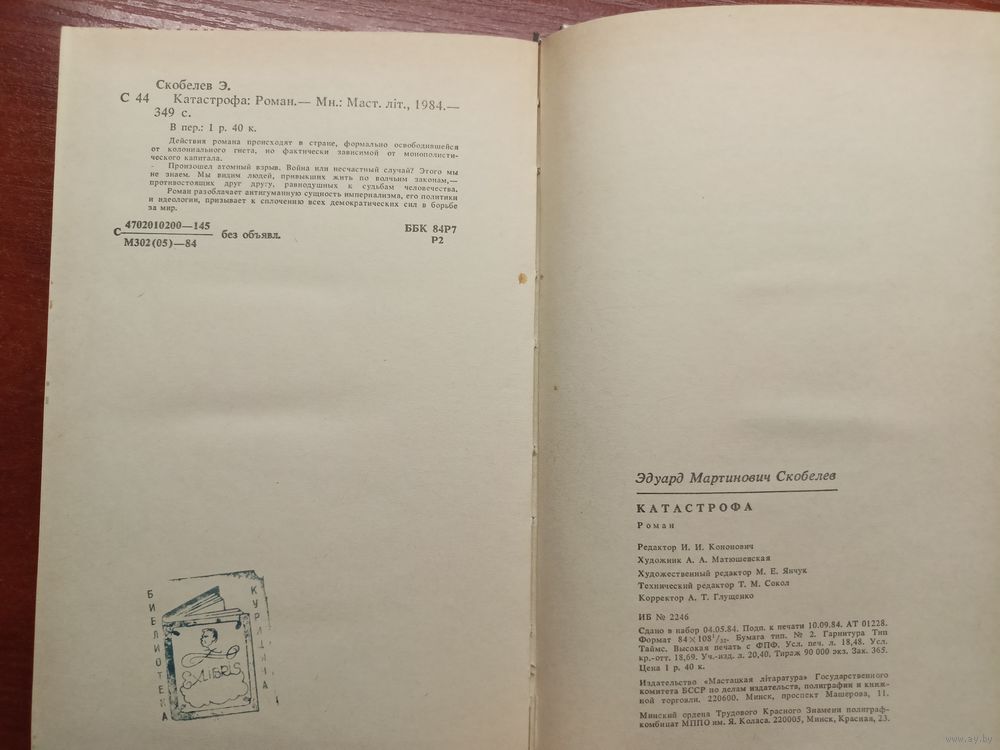 Скобелев Э.
С 44 Катастрофа: Роман.— Мн.: Маст. літ., 1984.—
349 с.
В пер.: 1 р. 40 к.
Действия романа происходят в стране, формально освободившейся
от колониального гнета, но фактически зависимой от монополисти-
ческого капитала.
Произошел атомный взрыв. Война или несчастный случай? Этого мы
не знаем. Мы видим людей, привыкших жить по волчьим законам,—
противостоящих друг другу, равнодушных к судьбам человечества.
Роман разоблачает антигуманную сущность империализма, его политики
и идеологии, призывает к сплочению всех демократических сил в борьбе
за мир.
С 4702010200—145
М302(05)—84
без объявл.
ББК 84Р7
Р2
БИБЛИОТЕКА
EXLIBRIS
Эдуард Мартинович Скобелев
КАТАСТРОФА
Роман
Редактор И. И. Кононович
Художник А. А. Матюшевская
Художественный редактор М. Е. Янчук
Технический редактор Т. М. Сокол
Корректор А. Т. Глущенко
ИБ № 2246
Сдано в набор 04.05.84. Подп. к печати 10.09.84. АТ 01228.
Формат 84×108¹/₃₂. Бумага тип. № 2. Гарнитура Тип
Таймс. Высокая печать с ФПФ. Усл. печ. л. 18,48. Усл.
кр.-отт. 18,69. Уч.-изд. л. 20,40. Тираж 90 000 экз. Зак. 365.
Цена 1 р. 40 к.
Издательство «Мастацкая літаратура» Государственного
комитета БССР по делам издательств, полиграфии и книж-
ной торговли. 220600. Минск, проспект Машерова, 11.
Минский ордена Трудового Красного Знамени полиграф-
комбинат МППО им. Я. Коласа. 220005, Минск, Красная, 23.
www.ay.by